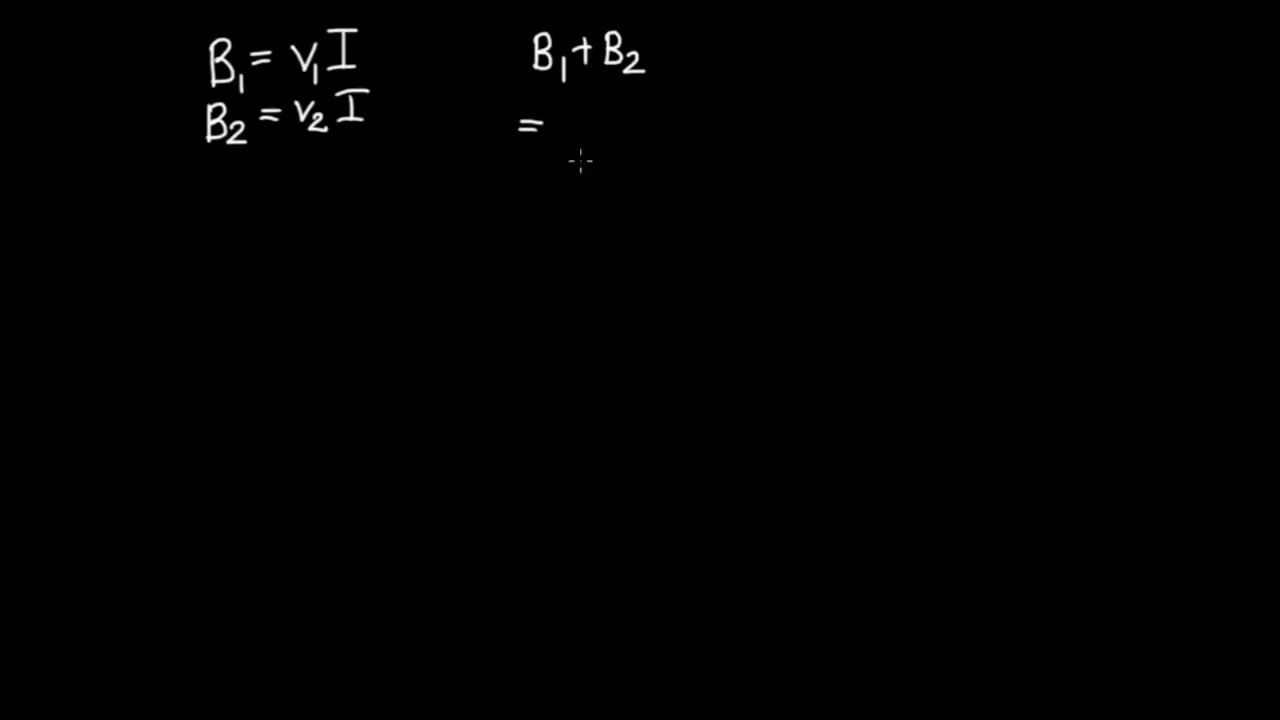 B₁ = v₁ I
B₂ = v₂ I
B₁ + B₂
=